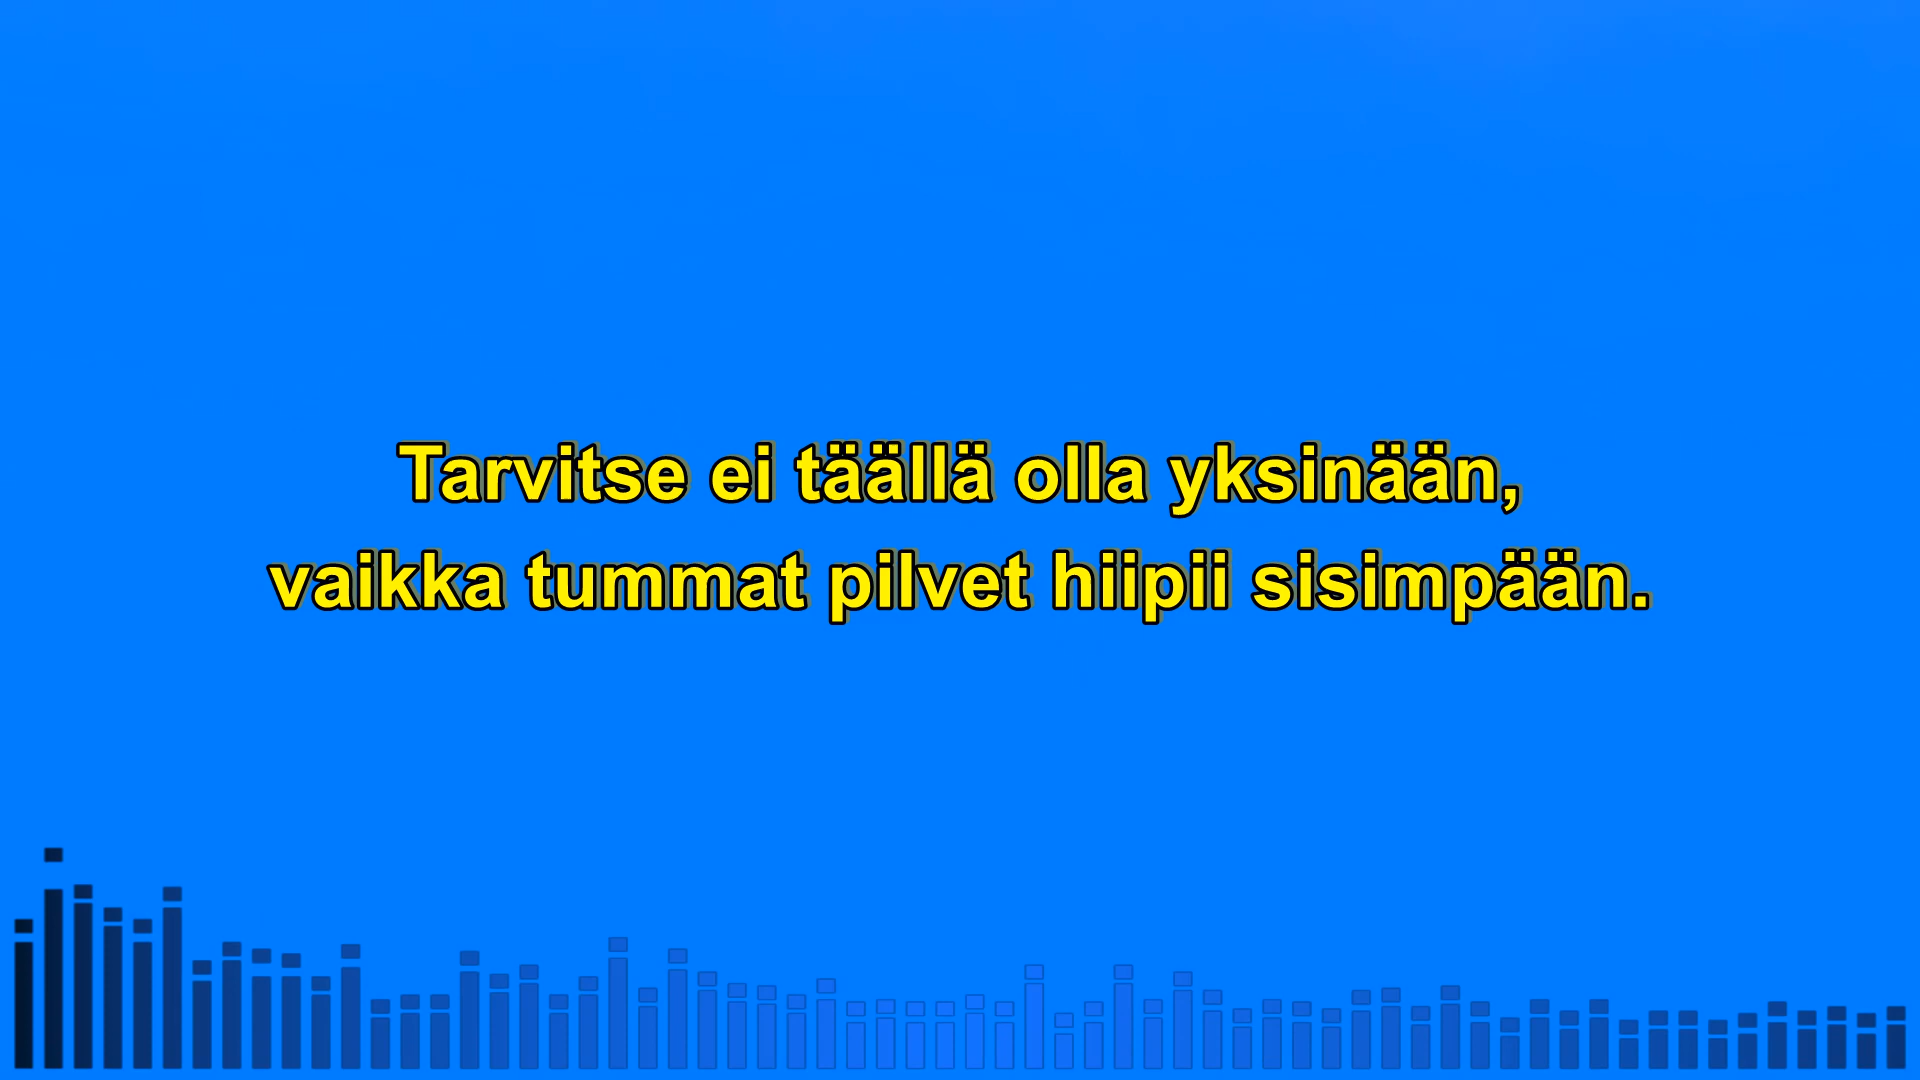 Tarvitse ei täällä olla yksinään,
vaikka tummat pilvet hiipii sisimpään.